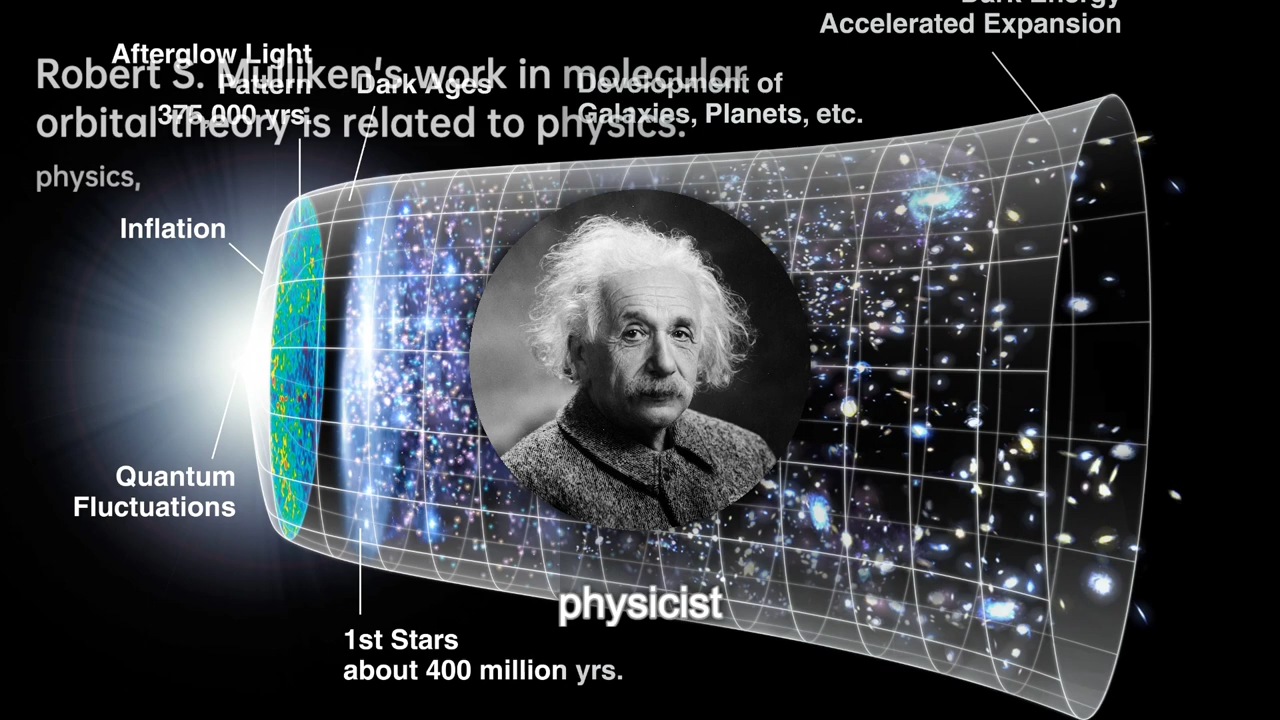 Dark Energy
Accelerated Expansion
Afterglow Light
Pattern
375,000 yrs.
Dark Ages
Development of
Galaxies, Planets, etc.
Robert S. Mulliken's work in molecular
orbital theory is related to physics.
physics,
Inflation
Quantum
Fluctuations
physicist
1st Stars
about 400 million yrs.